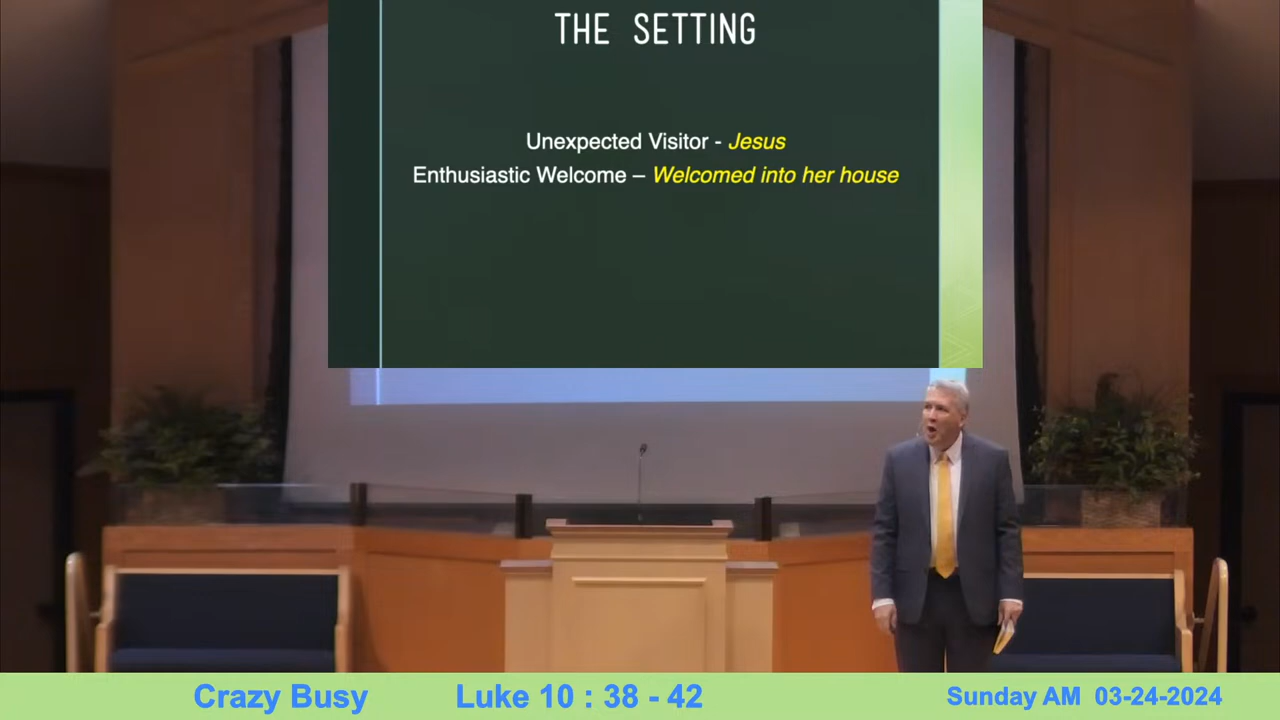 THE SETTING
Unexpected Visitor - Jesus
Enthusiastic Welcome – Welcomed into her house
Crazy Busy Luke 10 : 38 - 42 Sunday AM 03-24-2024